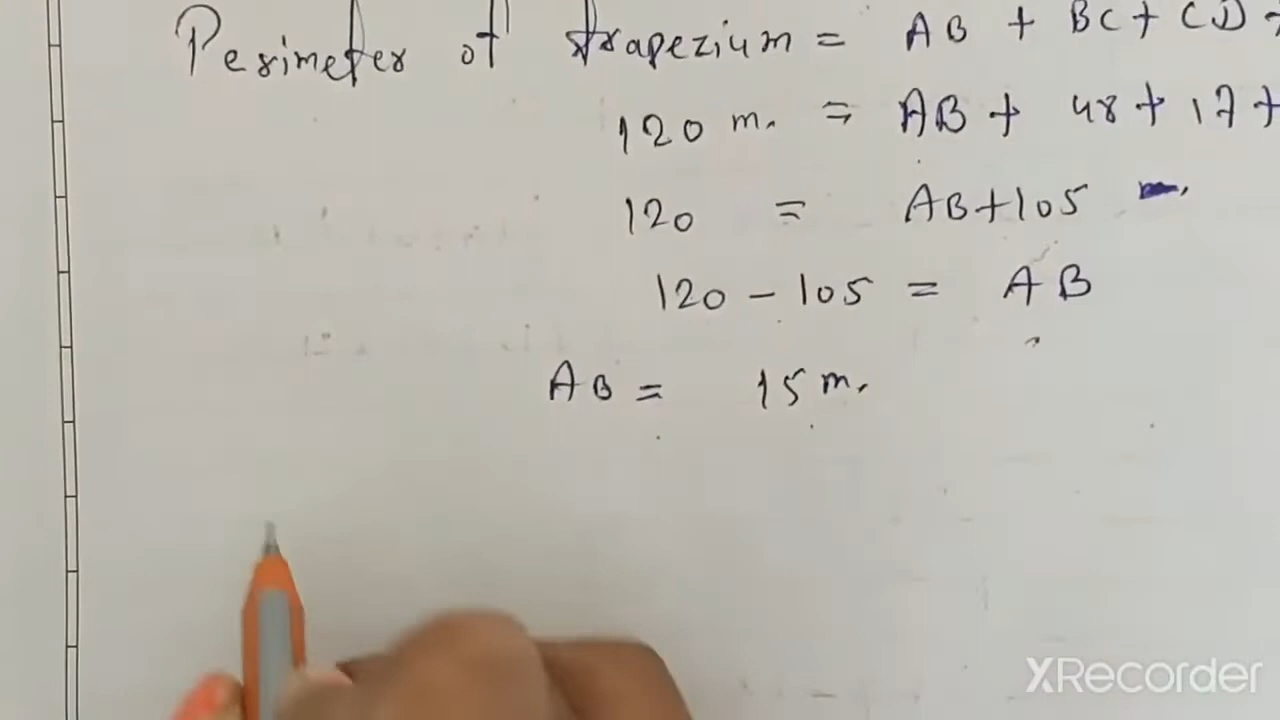 Perimeter of trapezium = AB + BC + CD +
120 m. = AB + 48 + 17 +
120 = AB + 105
120 - 105 = AB
AB = 15 m.
XRecorder